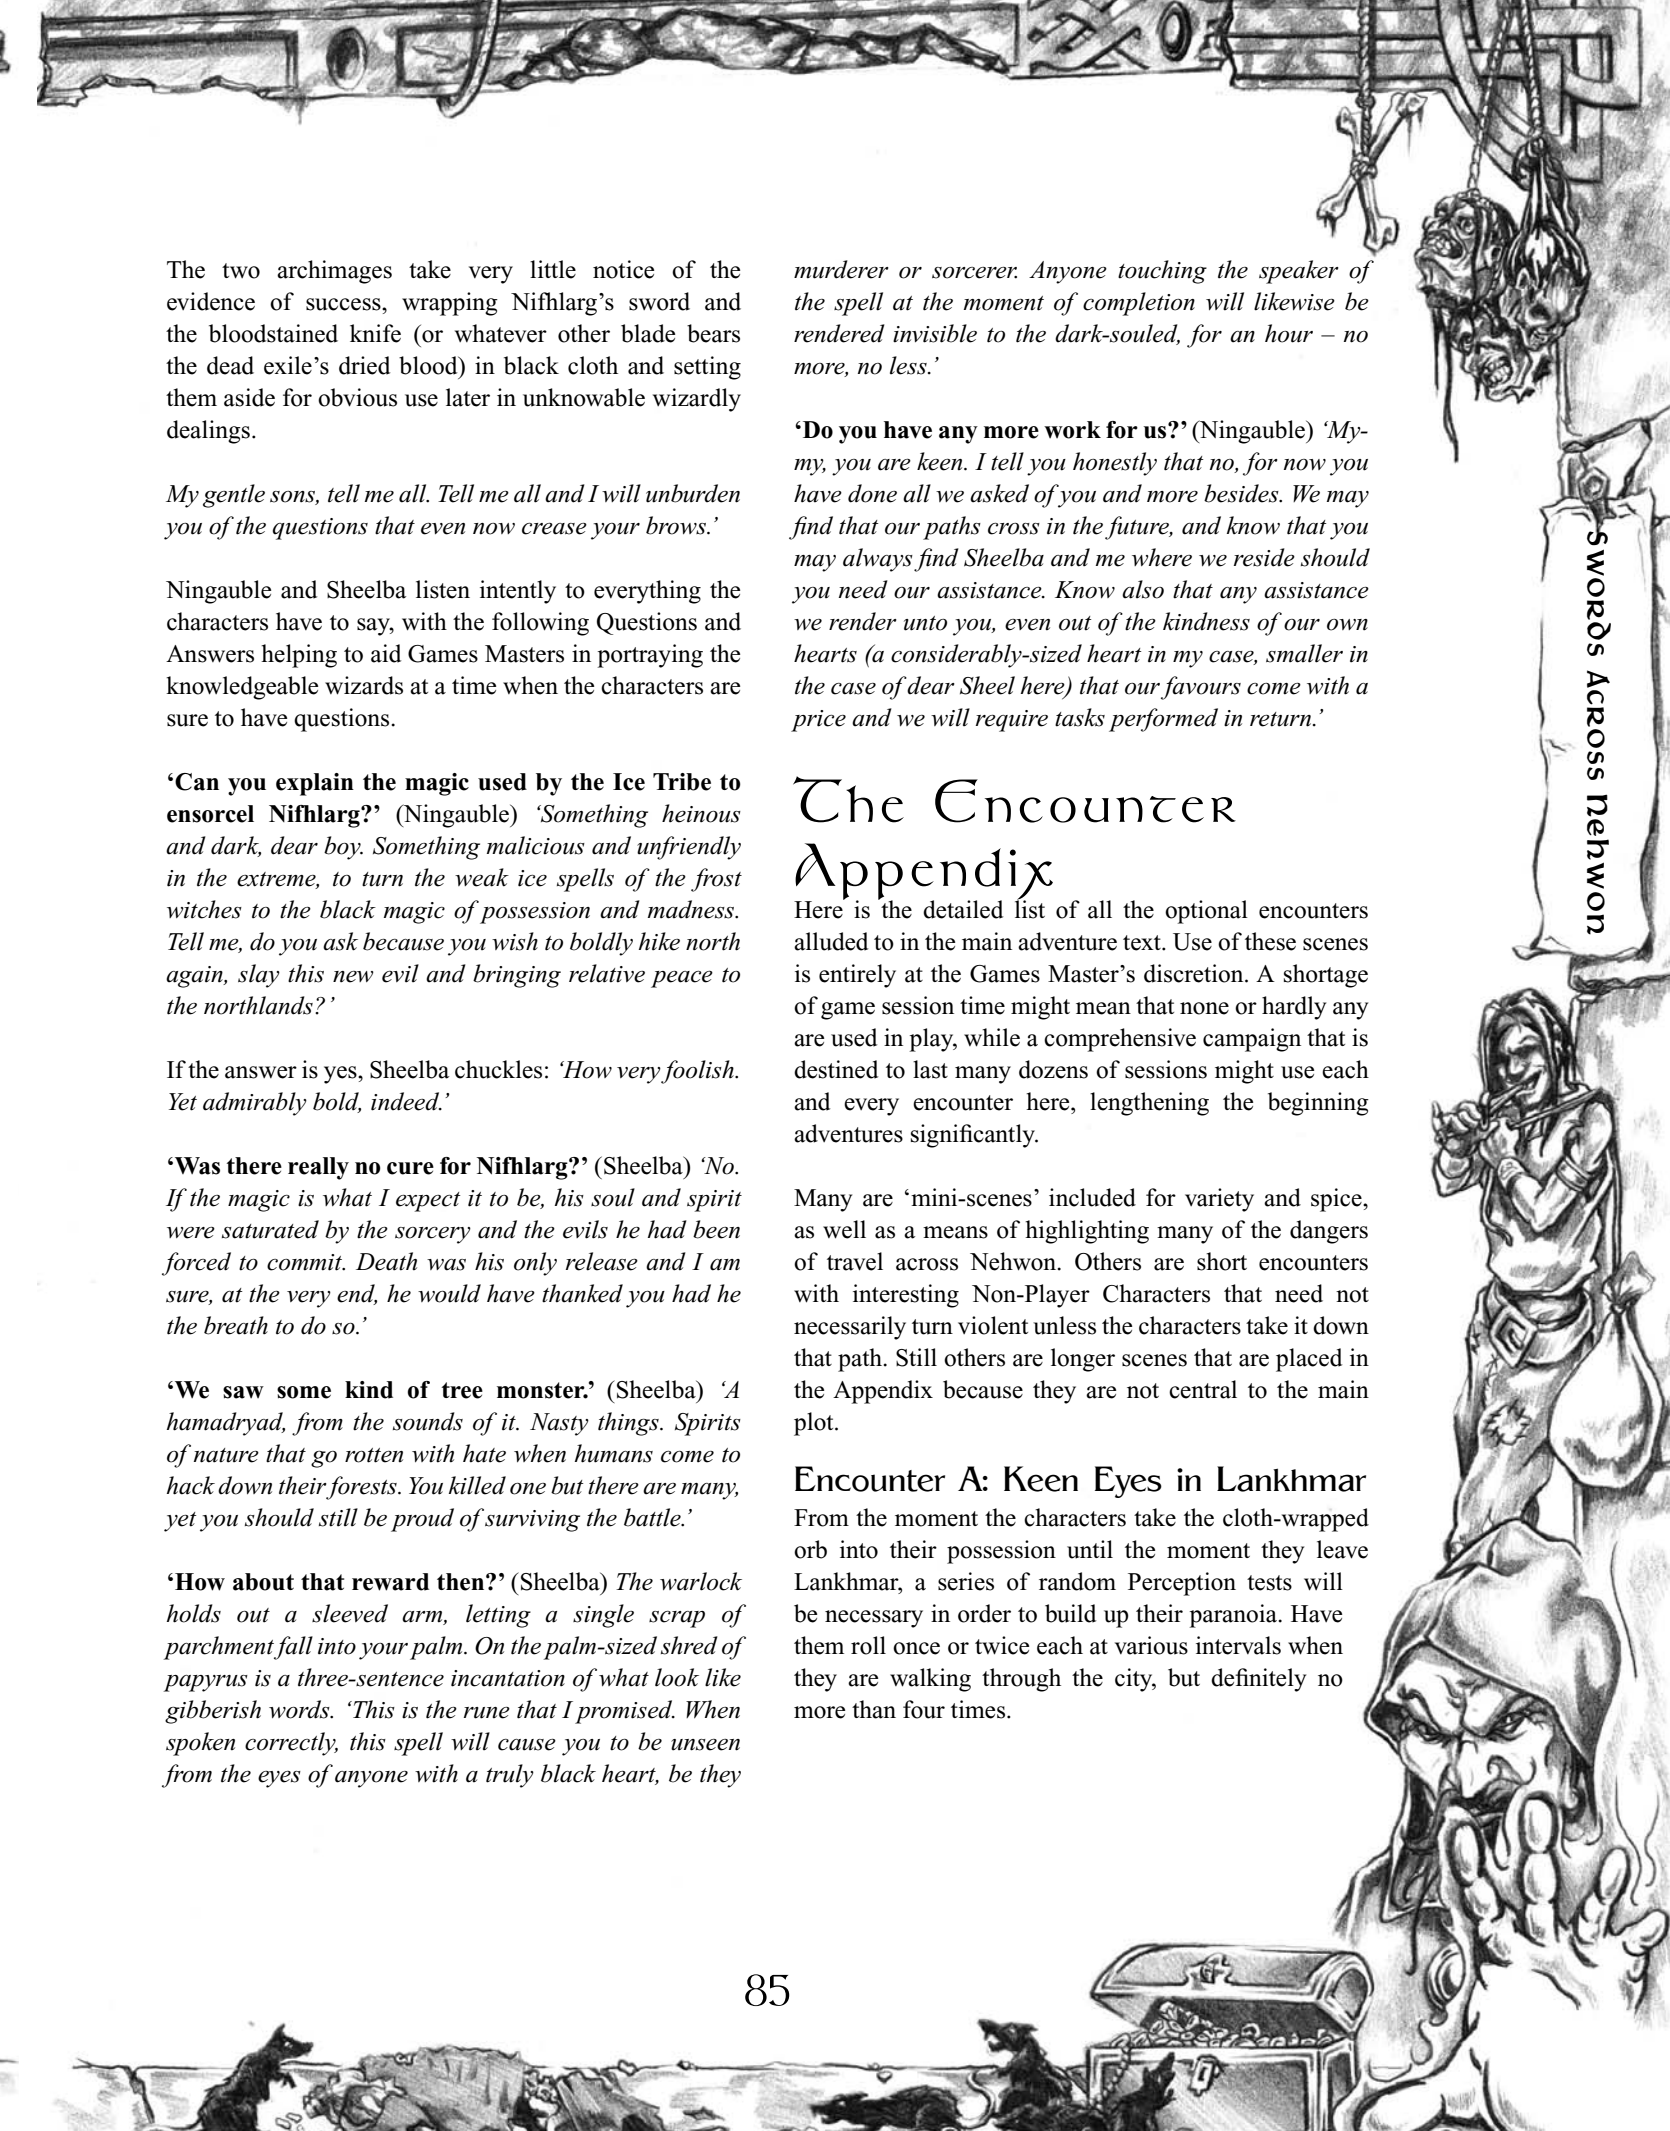 The two archimages take very little notice of the
evidence of success, wrapping Nifhlarg’s sword and
the bloodstained knife (or whatever other blade bears
the dead exile’s dried blood) in black cloth and setting
them aside for obvious use later in unknowable wizardly
dealings.
My gentle sons, tell me all. Tell me all and I will unburden
you of the questions that even now crease your brows.’
Ningauble and Sheelba listen intently to everything the
characters have to say, with the following Questions and
Answers helping to aid Games Masters in portraying the
knowledgeable wizards at a time when the characters are
sure to have questions.
‘Can you explain the magic used by the Ice Tribe to
ensorcel Nifhlarg?’ (Ningauble) ‘Something heinous
and dark, dear boy. Something malicious and unfriendly
in the extreme, to turn the weak ice spells of the frost
witches to the black magic of possession and madness.
Tell me, do you ask because you wish to boldly hike north
again, slay this new evil and bringing relative peace to
the northlands?’
If the answer is yes, Sheelba chuckles: ‘How very foolish.
Yet admirably bold, indeed.’
‘Was there really no cure for Nifhlarg?’ (Sheelba) ‘No.
If the magic is what I expect it to be, his soul and spirit
were saturated by the sorcery and the evils he had been
forced to commit. Death was his only release and I am
sure, at the very end, he would have thanked you had he
the breath to do so.’
‘We saw some kind of tree monster.’ (Sheelba) ‘A
hamadryad, from the sounds of it. Nasty things. Spirits
of nature that go rotten with hate when humans come to
hack down their forests. You killed one but there are many,
yet you should still be proud of surviving the battle.’
‘How about that reward then?’ (Sheelba) The warlock
holds out a sleeved arm, letting a single scrap of
parchment fall into your palm. On the palm-sized shred of
papyrus is a three-sentence incantation of what look like
gibberish words. ‘This is the rune that I promised. When
spoken correctly, this spell will cause you to be unseen
from the eyes of anyone with a truly black heart, be they
murderer or sorcerer. Anyone touching the speaker of
the spell at the moment of completion will likewise be
rendered invisible to the dark-souled, for an hour – no
more, no less.’
‘Do you have any more work for us?’ (Ningauble) ‘My-
my, you are keen. I tell you honestly that no, for now you
have done all we asked of you and more besides. We may
find that our paths cross in the future, and know that you
may always find Sheelba and me where we reside should
you need our assistance. Know also that any assistance
we render unto you, even out of the kindness of our own
hearts (a considerably-sized heart in my case, smaller in
the case of dear Sheel here) that our favours come with a
price and we will require tasks performed in return.’
The Encounter
Appendix
Here is the detailed list of all the optional encounters
alluded to in the main adventure text. Use of these scenes
is entirely at the Games Master’s discretion. A shortage
of game session time might mean that none or hardly any
are used in play, while a comprehensive campaign that is
destined to last many dozens of sessions might use each
and every encounter here, lengthening the beginning
adventures significantly.
Many are ‘mini-scenes’ included for variety and spice,
as well as a means of highlighting many of the dangers
of travel across Nehwon. Others are short encounters
with interesting Non-Player Characters that need not
necessarily turn violent unless the characters take it down
that path. Still others are longer scenes that are placed in
the Appendix because they are not central to the main
plot.
Encounter A: Keen Eyes in Lankhmar
From the moment the characters take the cloth-wrapped
orb into their possession until the moment they leave
Lankhmar, a series of random Perception tests will
be necessary in order to build up their paranoia. Have
them roll once or twice each at various intervals when
they are walking through the city, but definitely no
more than four times.
Swords Across Nehwon
85